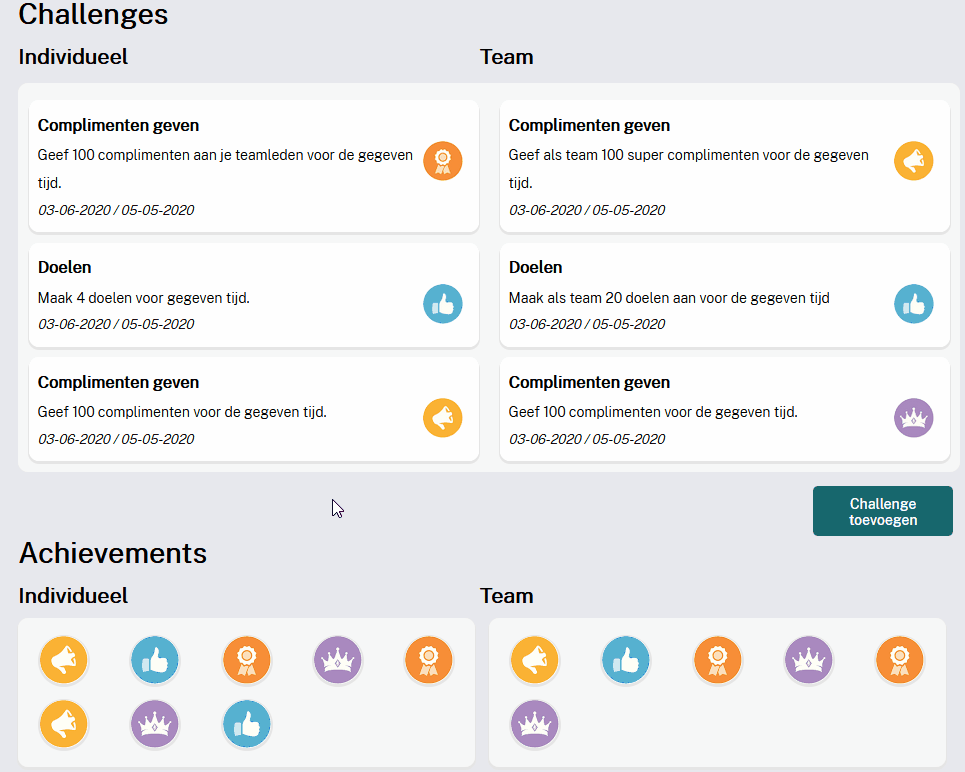 Challenges
Individueel
Team
Complimenten geven
Geef 100 complimenten aan je teamleden voor de gegeven
tijd.
03-06-2020 / 05-05-2020
Complimenten geven
Geef als team 100 super complimenten voor de gegeven
tijd.
03-06-2020 / 05-05-2020
Doelen
Maak 4 doelen voor gegeven tijd.
03-06-2020 / 05-05-2020
Doelen
Maak als team 20 doelen aan voor de gegeven tijd
03-06-2020 / 05-05-2020
Complimenten geven
Geef 100 complimenten voor de gegeven tijd.
03-06-2020 / 05-05-2020
Complimenten geven
Geef 100 complimenten voor de gegeven tijd.
03-06-2020 / 05-05-2020
Challenge
toevoegen
Achievements
Individueel
Team